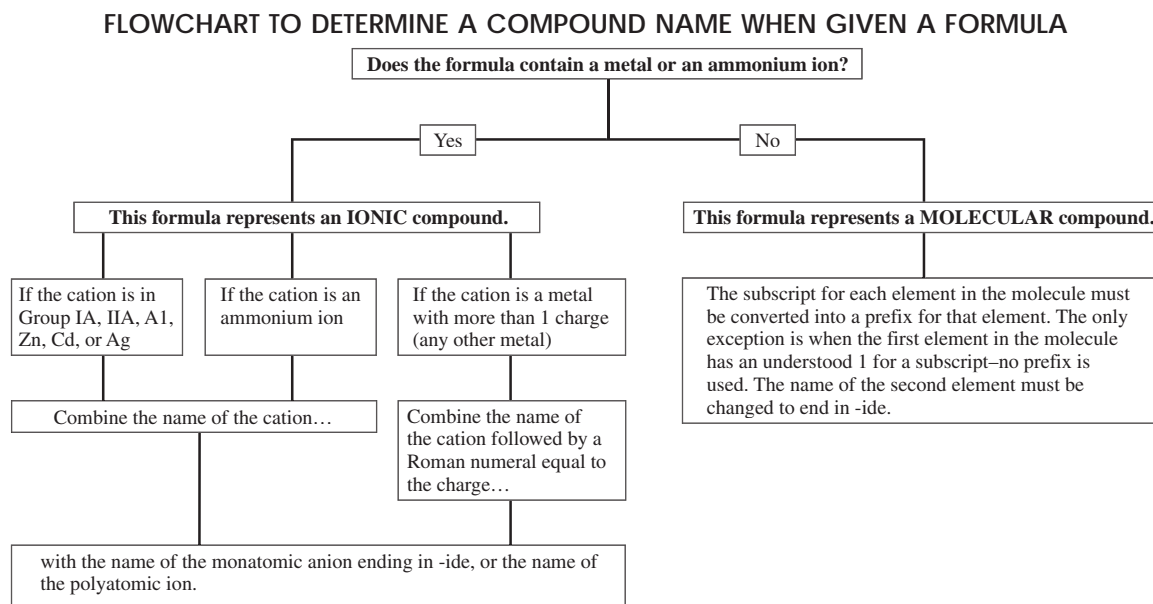 FLOWCHART TO DETERMINE A COMPOUND NAME WHEN GIVEN A FORMULA
Does the formula contain a metal or an ammonium ion?
Yes
No
This formula represents an IONIC compound.
This formula represents a MOLECULAR compound.
If the cation is in
Group IA, IIA, A1,
Zn, Cd, or Ag
If the cation is an
ammonium ion
If the cation is a metal
with more than 1 charge
(any other metal)
The subscript for each element in the molecule must
be converted into a prefix for that element. The only
exception is when the first element in the molecule
has an understood 1 for a subscript–no prefix is
used. The name of the second element must be
changed to end in -ide.
Combine the name of the cation…
Combine the name of
the cation followed by a
Roman numeral equal to
the charge…
with the name of the monatomic anion ending in -ide, or the name of
the polyatomic ion.